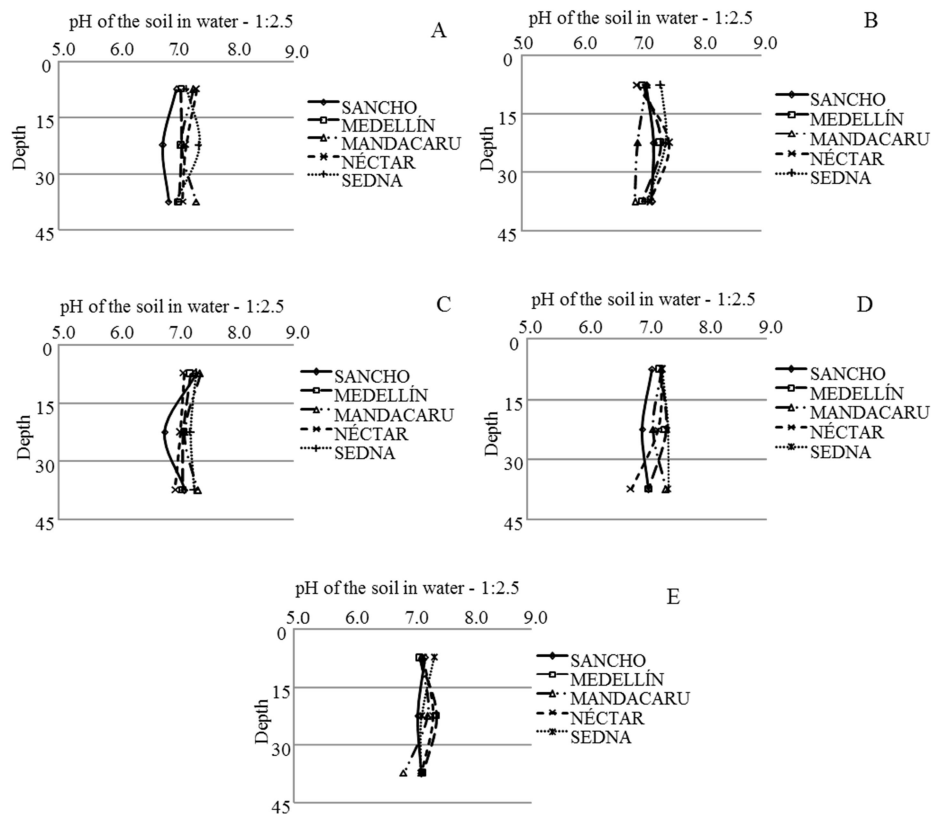 pH of the soil in water - 1:2.5
A
5.0 6.0 7.0 8.0 9.0
0
15
30
45
Depth
SANCHO
MEDELLÍN
MANDACARU
NÉCTAR
SEDNA
pH of the soil in water - 1:2.5
B
5.0 6.0 7.0 8.0 9.0
0
15
30
45
Depth
SANCHO
MEDELLÍN
MANDACARU
NÉCTAR
SEDNA
pH of the soil in water - 1:2.5
C
5.0 6.0 7.0 8.0 9.0
0
15
30
45
Depth
SANCHO
MEDELLÍN
MANDACARU
NÉCTAR
SEDNA
pH of the soil in water - 1:2.5
D
5.0 6.0 7.0 8.0 9.0
0
15
30
45
Depth
SANCHO
MEDELLÍN
MANDACARU
NÉCTAR
SEDNA
pH of the soil in water - 1:2.5
E
5.0 6.0 7.0 8.0 9.0
0
15
30
45
Depth
SANCHO
MEDELLÍN
MANDACARU
NÉCTAR
SEDNA